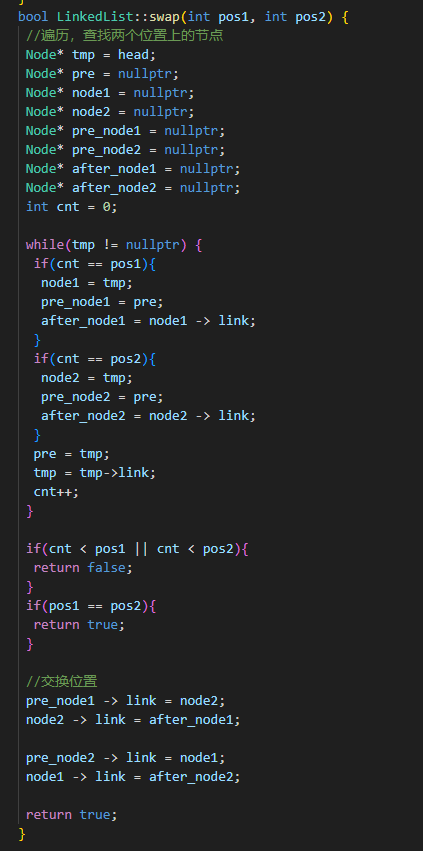 }
bool LinkedList::swap(int pos1, int pos2) {
//遍历，查找两个位置上的节点
Node* tmp = head;
Node* pre = nullptr;
Node* node1 = nullptr;
Node* node2 = nullptr;
Node* pre_node1 = nullptr;
Node* pre_node2 = nullptr;
Node* after_node1 = nullptr;
Node* after_node2 = nullptr;
int cnt = 0;
while(tmp != nullptr) {
if(cnt == pos1){
node1 = tmp;
pre_node1 = pre;
after_node1 = node1 -> link;
}
if(cnt == pos2){
node2 = tmp;
pre_node2 = pre;
after_node2 = node2 -> link;
}
pre = tmp;
tmp = tmp->link;
cnt++;
}
if(cnt < pos1 || cnt < pos2){
return false;
}
if(pos1 == pos2){
return true;
}
//交换位置
pre_node1 -> link = node2;
node2 -> link = after_node1;
pre_node2 -> link = node1;
node1 -> link = after_node2;
return true;
}